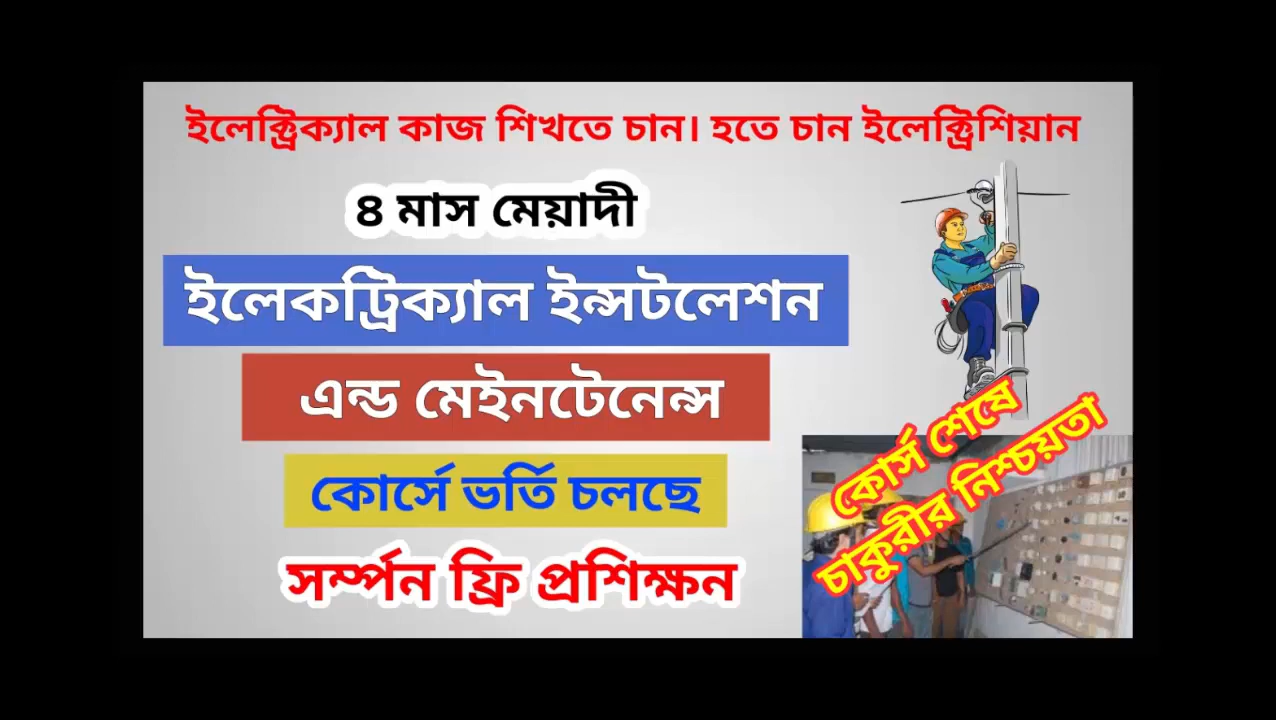 ইলেক্ট্রিক্যাল কাজ শিখতে চান। হতে চান ইলেক্ট্রিশিয়ান
৪ মাস মেয়াদী
ইলেকট্রিক্যাল ইন্সটলেশন
এন্ড মেইনটেনেন্স
কোর্সে ভর্তি চলছে
সর্ম্পন ফ্রি প্রশিক্ষন
কোর্স শেষে
চাকুরীর নিশ্চয়তা